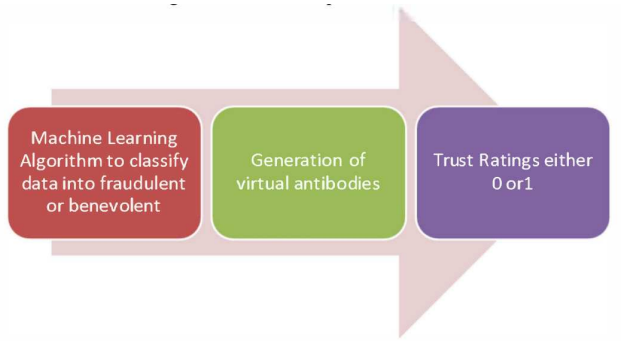 Machine Learning
Algorithm to classify
data into fraudulent
or benevolent
Generation of
virtual antibodies
Trust Ratings either
0 or1